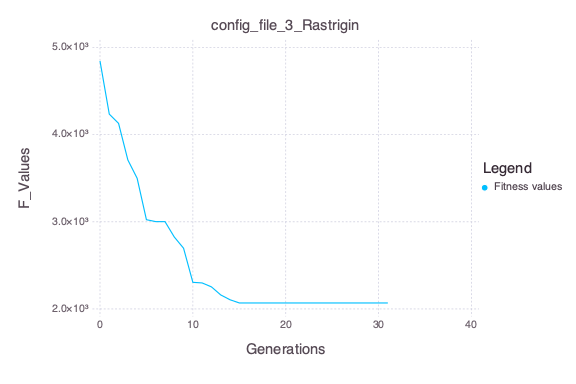 config_file_3_Rastrigin
5.0×10³
4.0×10³
3.0×10³
2.0×10³
F_Values
0 10 20 30 40
Generations
Legend
Fitness values